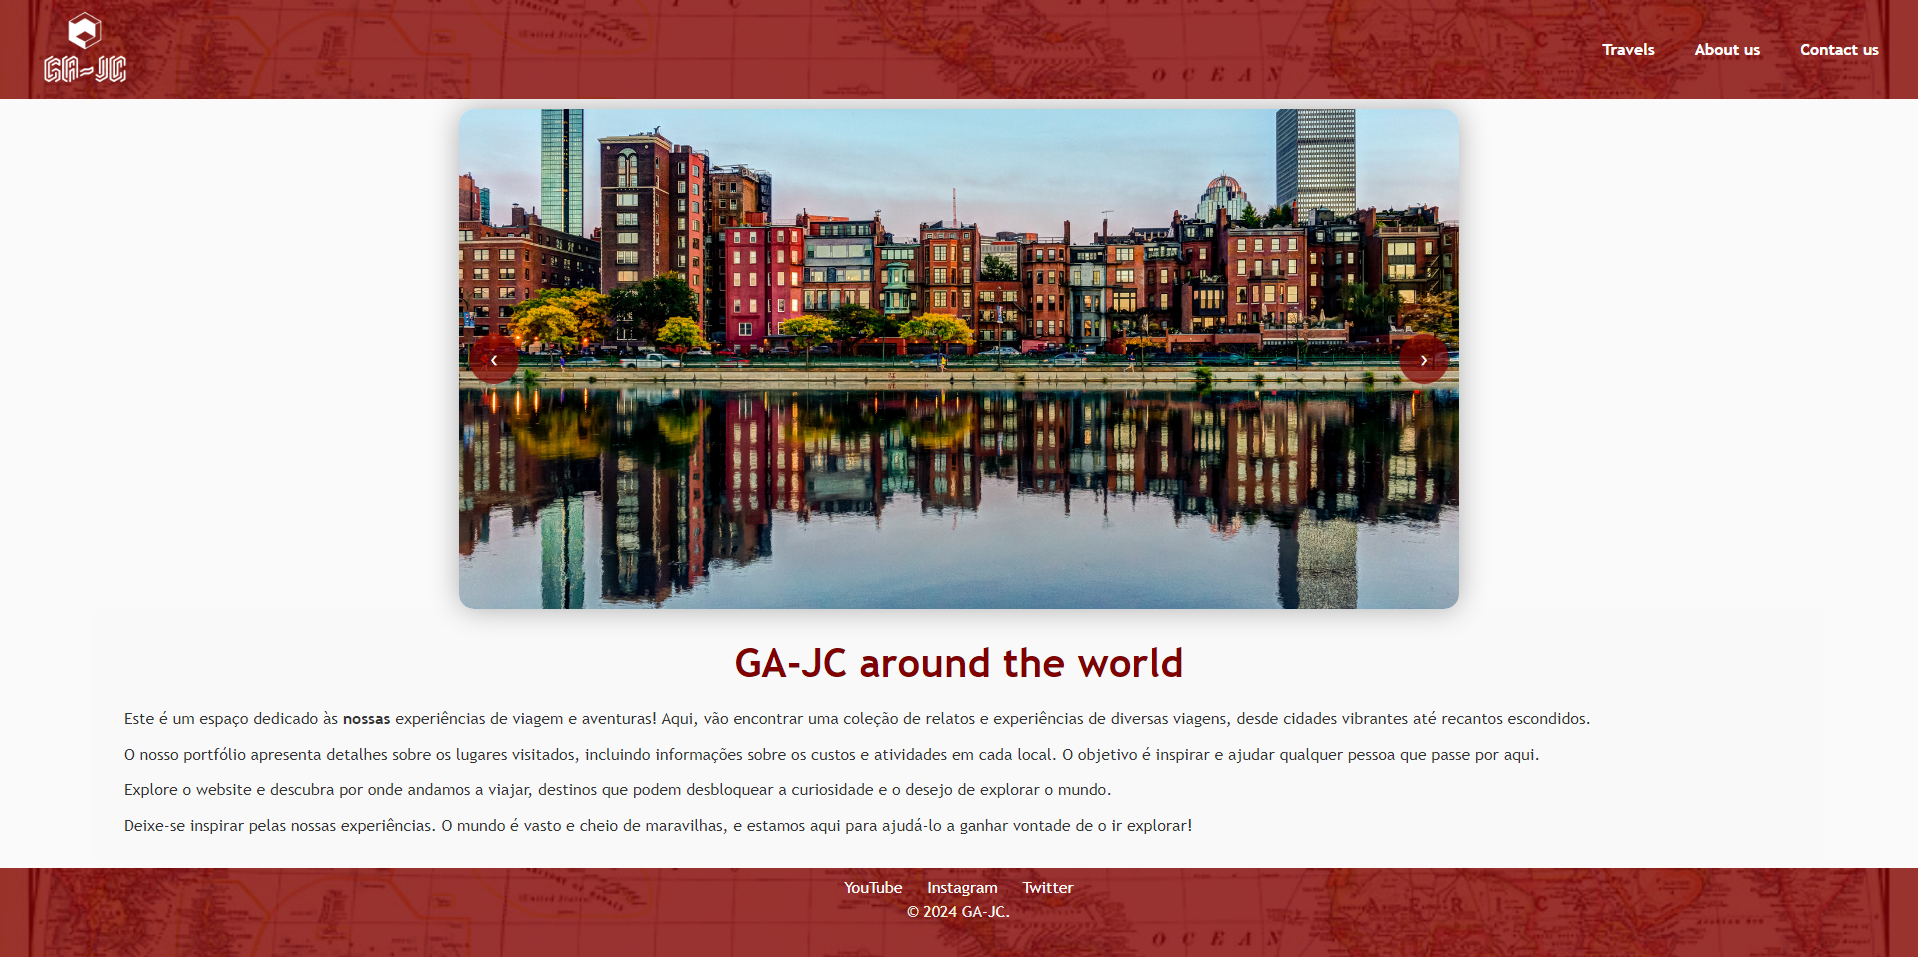 GA-JC
Travels
About us
Contact us
United States
OCEAN
‹
›
GA-JC around the world
Este é um espaço dedicado às nossas experiências de viagem e aventuras! Aqui, vão encontrar uma coleção de relatos e experiências de diversas viagens, desde cidades vibrantes até recantos escondidos.
O nosso portfólio apresenta detalhes sobre os lugares visitados, incluindo informações sobre os custos e atividades em cada local. O objetivo é inspirar e ajudar qualquer pessoa que passe por aqui.
Explore o website e descubra por onde andamos a viajar, destinos que podem desbloquear a curiosidade e o desejo de explorar o mundo.
Deixe-se inspirar pelas nossas experiências. O mundo é vasto e cheio de maravilhas, e estamos aqui para ajudá-lo a ganhar vontade de o ir explorar!
YouTube Instagram Twitter
© 2024 GA-JC.
OCEAN